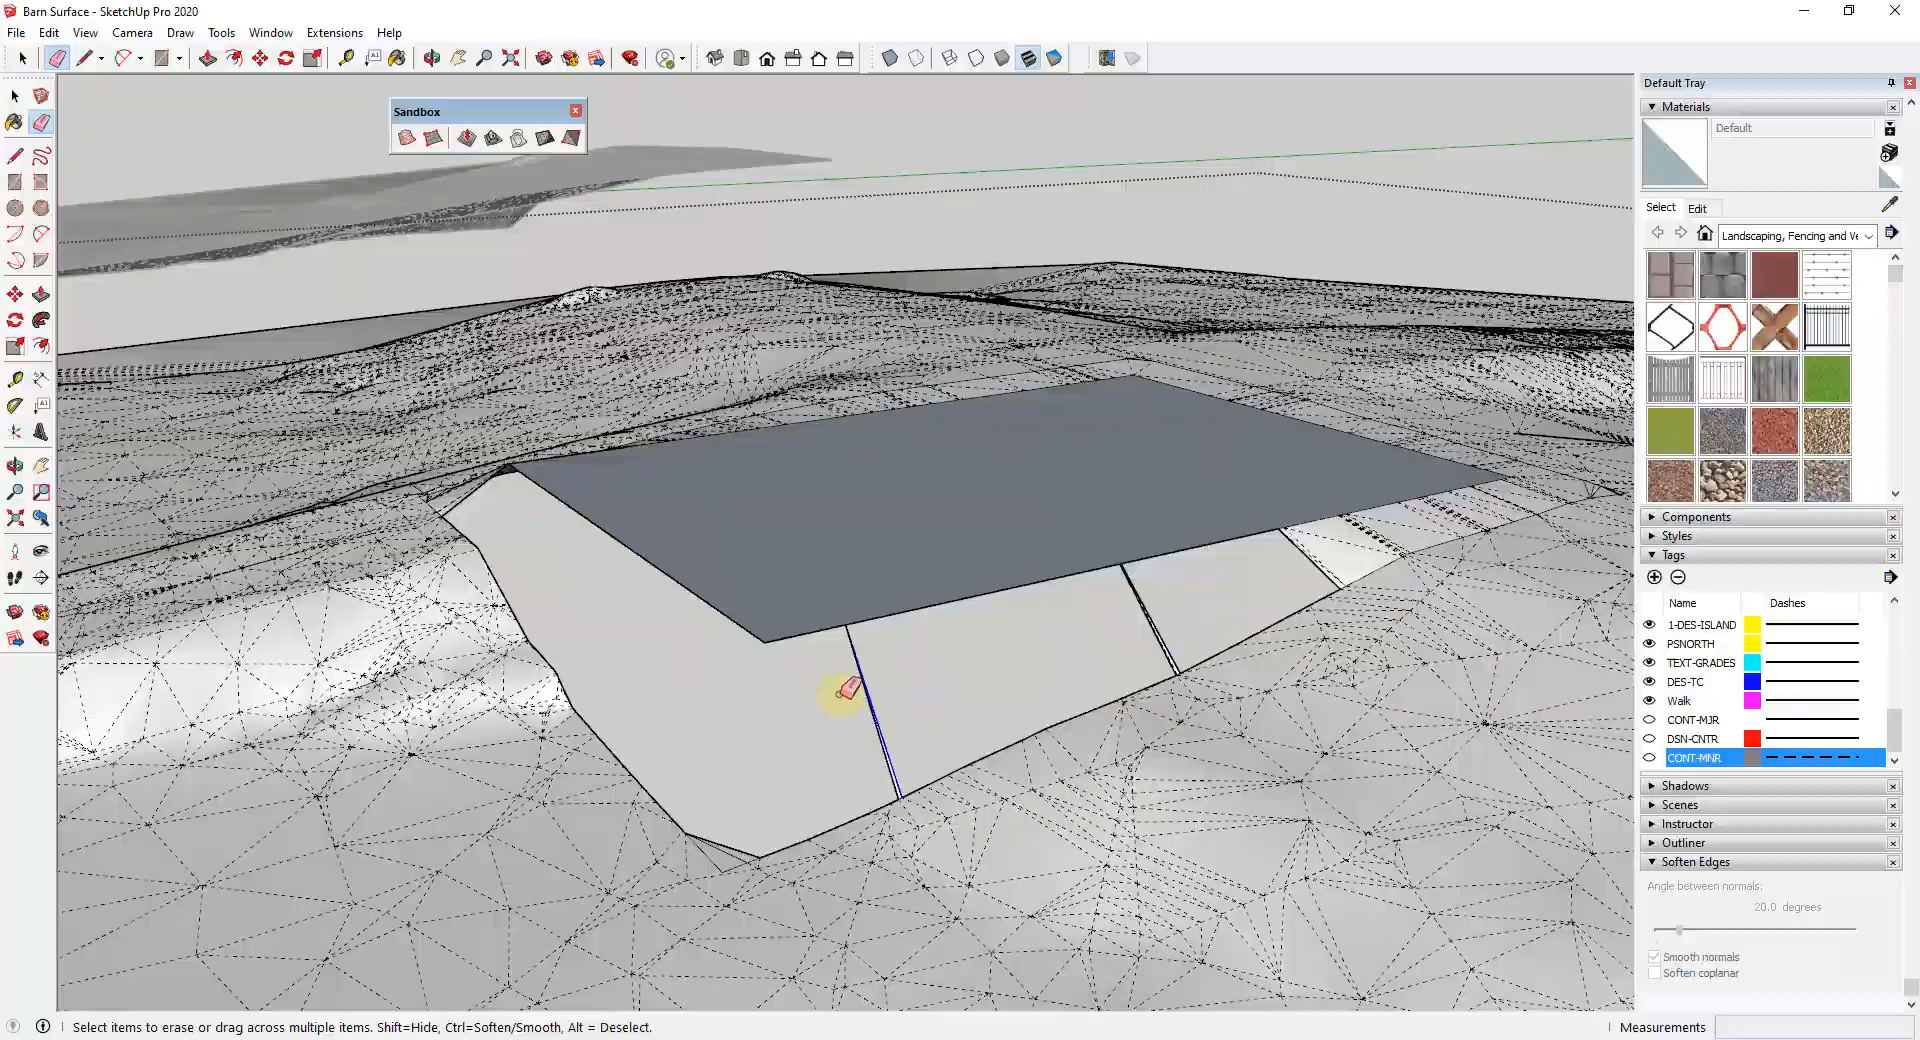 Barn Surface - SketchUp Pro 2020
File Edit View Camera Draw Tools Window Extensions Help
Default Tray
Sandbox
Materials
Default
Select Edit
Landscaping, Fencing and Ve
Components
Styles
Tags
Name Dashes
1-DES-ISLAND
PSNORTH
TEXT-GRADES
DES-TC
Walk
CONT-MJR
DSN-CNTR
CONT-MNR
Shadows
Scenes
Instructor
Outliner
Soften Edges
Angle between normals:
20.0 degrees
Smooth normals
Soften coplanar
Select items to erase or drag across multiple items. Shift=Hide, Ctrl=Soften/Smooth, Alt = Deselect.
Measurements